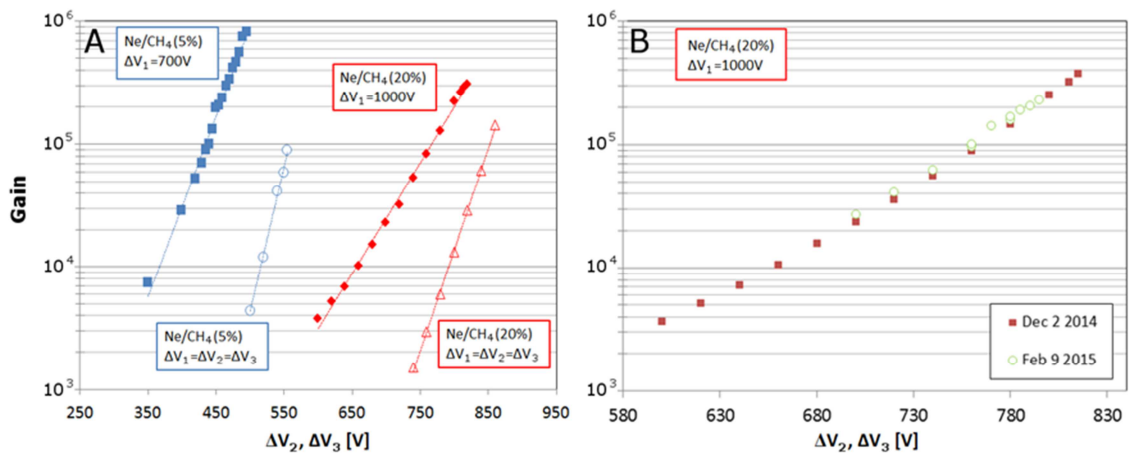 A
Gain
10⁶
10⁵
10⁴
10³
Ne/CH₄(5%)
ΔV₁=700V
Ne/CH₄(20%)
ΔV₁=1000V
Ne/CH₄(5%)
ΔV₁=ΔV₂=ΔV₃
Ne/CH₄(20%)
ΔV₁=ΔV₂=ΔV₃
250 350 450 550 650 750 850 950
ΔV₂, ΔV₃ [V]
B
10⁶
10⁵
10⁴
10³
Ne/CH₄(20%)
ΔV₁=1000V
Dec 2 2014
Feb 9 2015
580 630 680 730 780 830
ΔV₂, ΔV₃ [V]